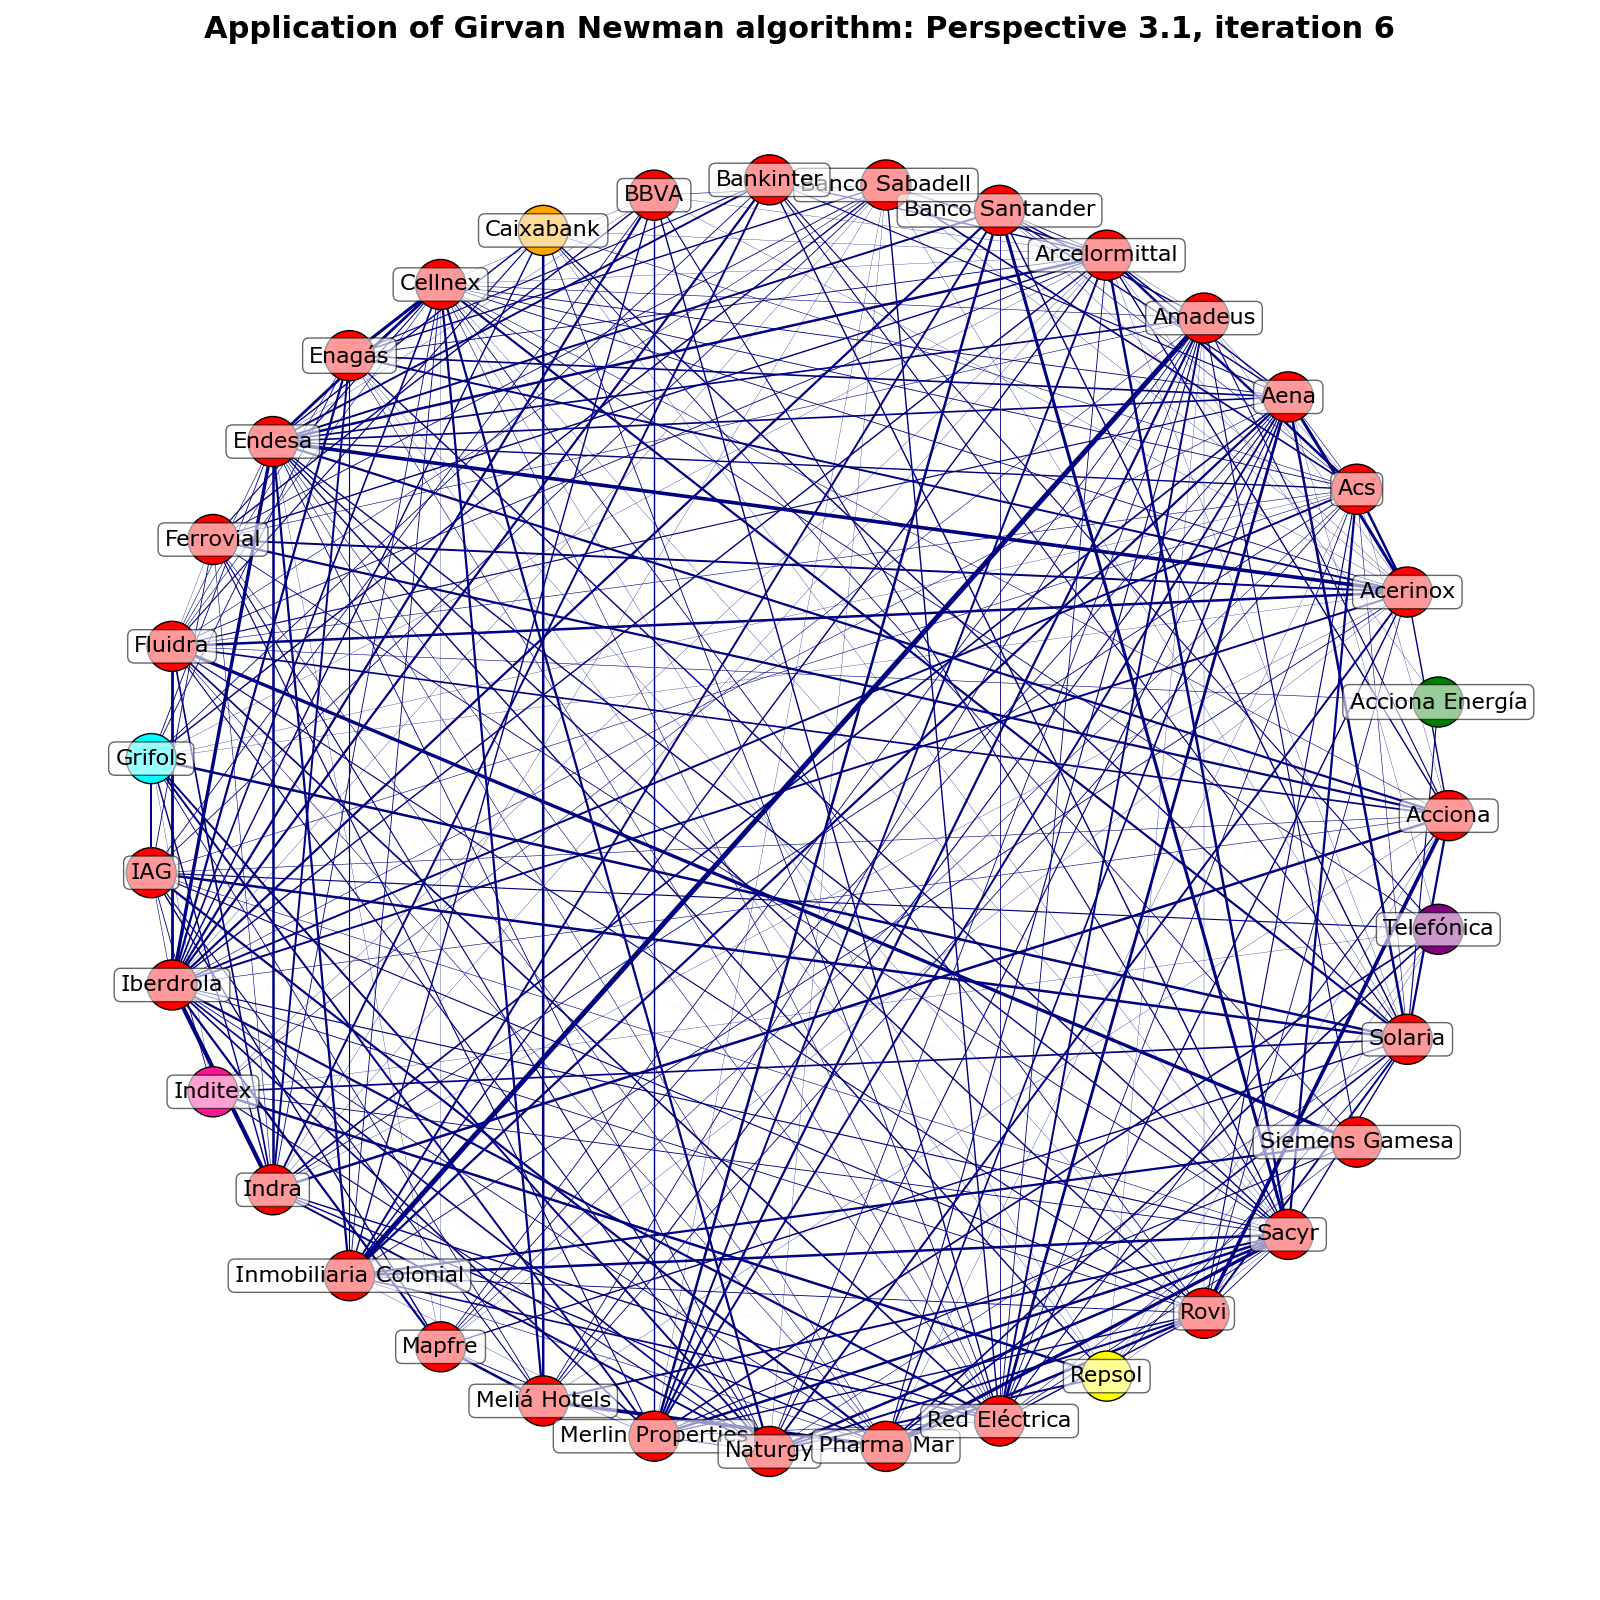 Application of Girvan Newman algorithm: Perspective 3.1, iteration 6
Bankinter
Banco Sabadell
BBVA
Banco Santander
Caixabank
Arcelormittal
Cellnex
Amadeus
Enagás
Aena
Endesa
Acs
Ferrovial
Acerinox
Fluidra
Acciona Energía
Grifols
Acciona
IAG
Telefónica
Iberdrola
Solaria
Inditex
Siemens Gamesa
Indra
Sacyr
Inmobiliaria Colonial
Rovi
Mapfre
Repsol
Meliá Hotels
Red Eléctrica
Merlin Properties
Naturgy
Pharma Mar